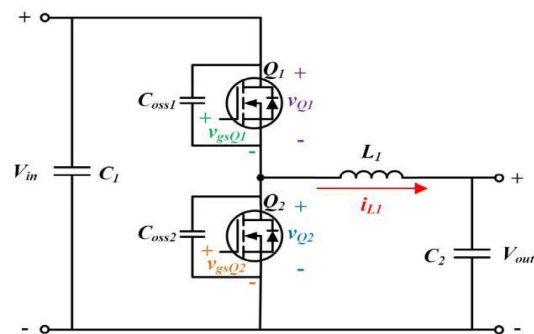 + +
Q1 +
Coss1 vQ1
+
vgsQ1
- -
Vin C1 L1
+
Q2 + iL1
Coss2 vQ2
+
vgsQ2 C2 Vout
- -
- -